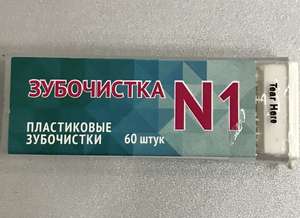 ЗУБОЧИСТКА
N1
ПЛАСТИКОВЫЕ
ЗУБОЧИСТКИ
60 штук
Tear Here